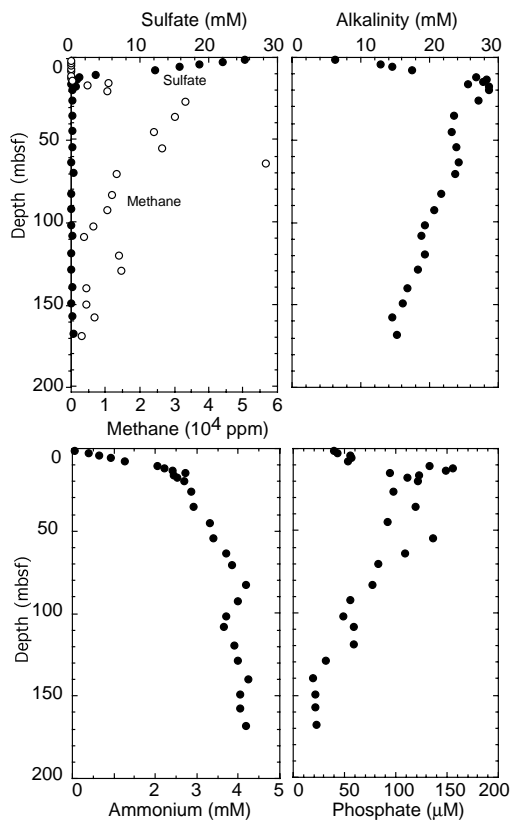 Sulfate (mM)
0 10 20 30
Alkalinity (mM)
0 10 20 30
0
50
100
150
200
Depth (mbsf)
Sulfate
Methane
0 1 2 3 4 5 6
Methane (10⁴ ppm)
0
50
100
150
200
Depth (mbsf)
0 1 2 3 4 5
Ammonium (mM)
0 50 100 150 200
Phosphate (μM)